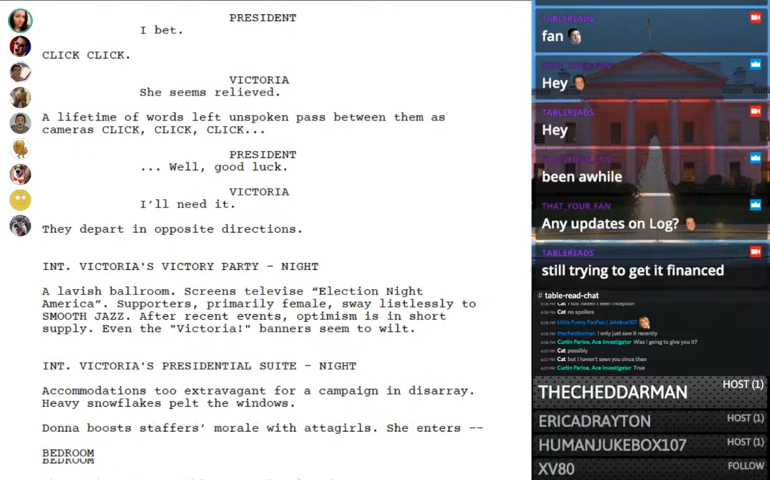 PRESIDENT
I bet.
CLICK CLICK.
VICTORIA
She seems relieved.
A lifetime of words left unspoken pass between them as
cameras CLICK, CLICK, CLICK...
PRESIDENT
... Well, good luck.
VICTORIA
I'll need it.
They depart in opposite directions.
INT. VICTORIA'S VICTORY PARTY - NIGHT
A lavish ballroom. Screens televise “Election Night
America”. Supporters, primarily female, sway listlessly to
SMOOTH JAZZ. After recent events, optimism is in short
supply. Even the "Victoria!" banners seem to wilt.
INT. VICTORIA'S PRESIDENTIAL SUITE - NIGHT
Accommodations too extravagant for a campaign in disarray.
Heavy snowflakes pelt the windows.
Donna boosts staffers’ morale with attagirls. She enters --
BEDROOM
BEDROOM
TABLEREADS
fan
Hey
TABLEREADS
Hey
been awhile
THAT_YOUR_FAN
Any updates on Log?
TABLEREADS
still trying to get it financed
# table-read-chat
Cat no spoilers
thecheddarman I only just saw it recently
Curtin Parloe, Ace Investigator Was I going to give you it?
Cat possibly
Cat but I haven't seen you since then
Curtin Parloe, Ace Investigator True
THECHEDDARMAN HOST (1)
ERICADRAYTON HOST (1)
HUMANJUKEBOX107 HOST (1)
XV80 FOLLOW